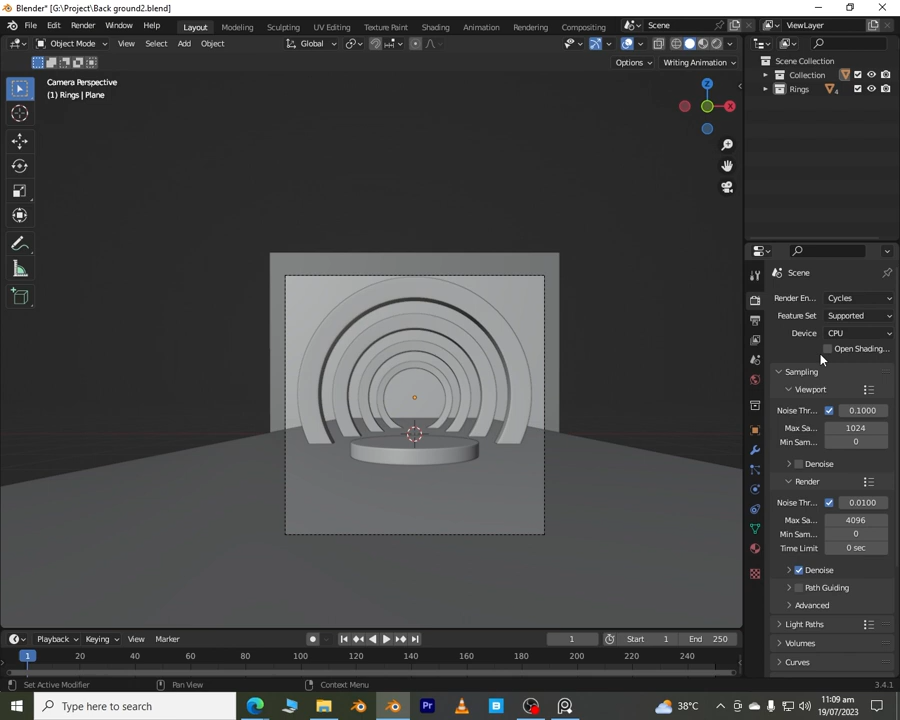 Blender* [G:\Project\Back ground2.blend]
File Edit Render Window Help Layout Modeling Sculpting UV Editing Texture Paint Shading Animation Rendering Compositing Scene ViewLayer
Object Mode View Select Add Object Global
Options Writing Animation
Camera Perspective
(1) Rings | Plane
Z
X
Scene Collection
Collection
Rings 4
Scene
Render En... Cycles
Feature Set Supported
Device CPU
Open Shading...
Sampling
Viewport
Noise Thr... 0.1000
Max Sa... 1024
Min Sam... 0
Denoise
Render
Noise Thr... 0.0100
Max Sa... 4096
Min Sam... 0
Time Limit 0 sec
Denoise
Path Guiding
Advanced
Light Paths
Volumes
Curves
Playback Keying View Marker 1 Start 1 End 250
1 20 40 60 80 100 120 140 160 180 200 220 240
Set Active Modifier Pan View Context Menu 3.4.1
Type here to search
Pr
B
38°C
11:09 am
19/07/2023